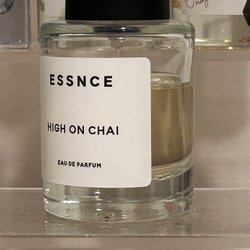 ESSNCE
HIGH ON CHAI
EAU DE PARFUM